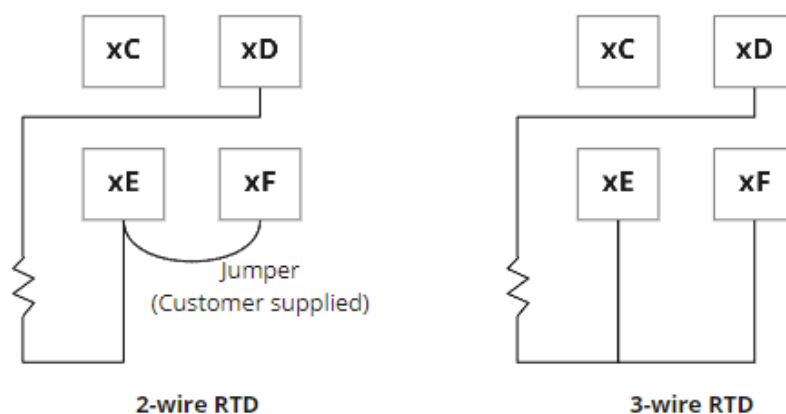 xC xD xC xD
xE xF xE xF
Jumper
(Customer supplied)
2-wire RTD 3-wire RTD